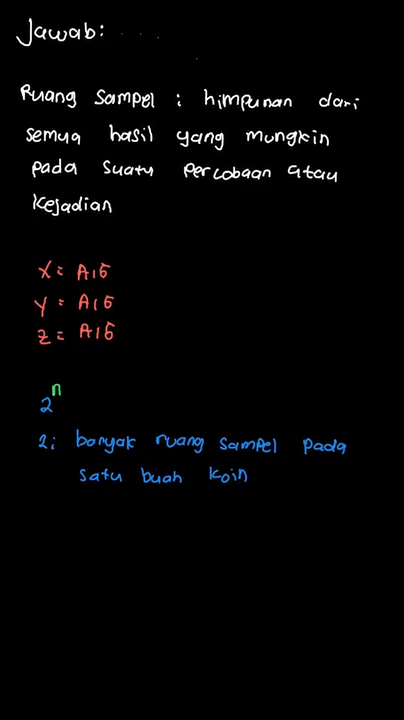 Jawab:
Ruang Sampel : himpunan dari
semua hasil yang mungkin
pada suatu percobaan atau
kejadian
X = A, G
Y = A, G
Z = A, G
2ⁿ
2: banyak ruang sampel pada
satu buah koin